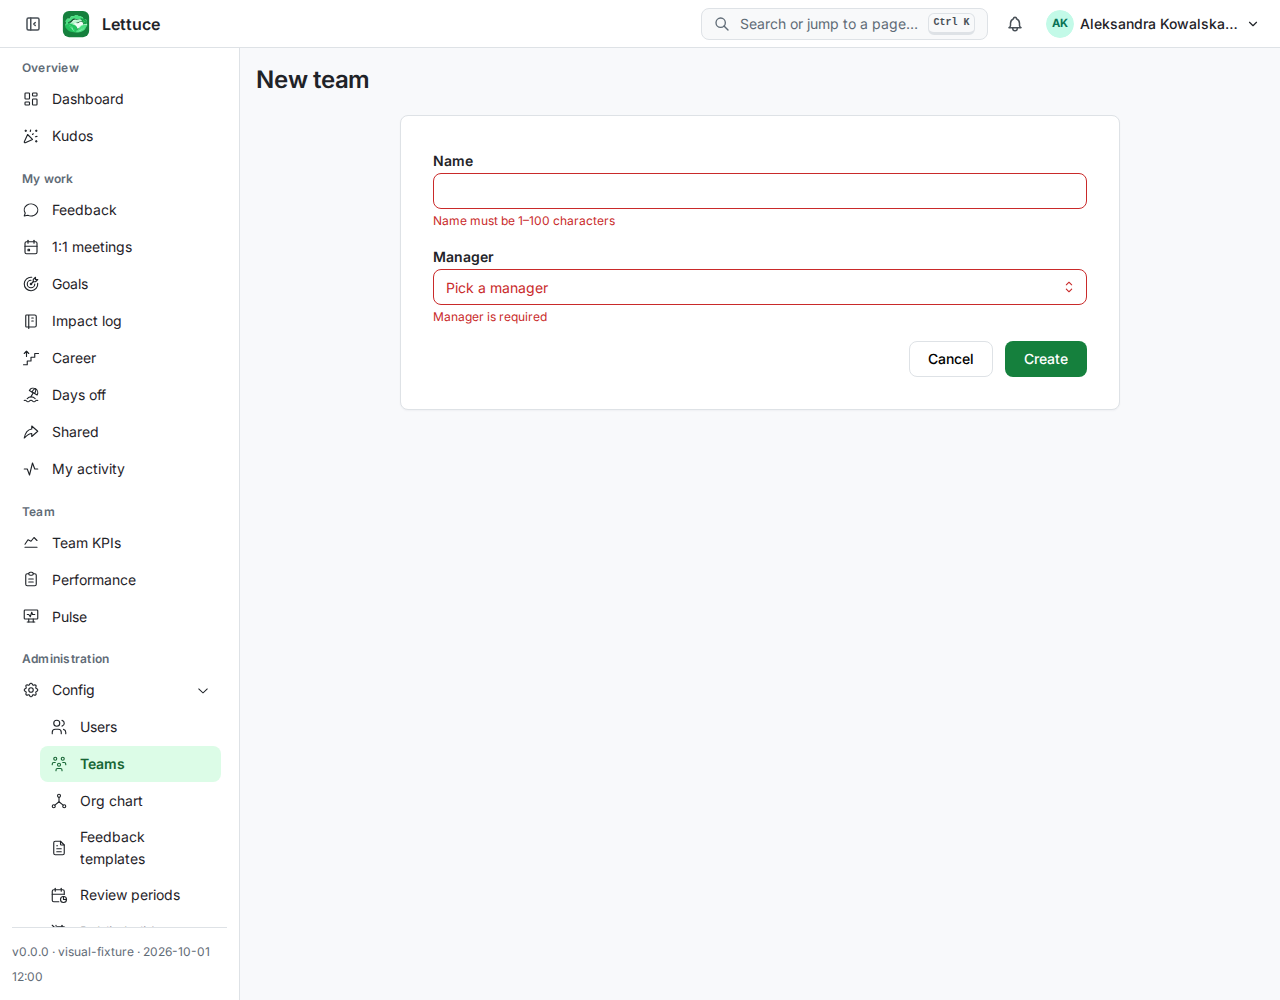 Lettuce
Search or jump to a page...
Ctrl K
AK
Aleksandra Kowalska...
Overview
Dashboard
Kudos
My work
Feedback
1:1 meetings
Goals
Impact log
Career
Days off
Shared
My activity
Team
Team KPIs
Performance
Pulse
Administration
Config
Users
Teams
Org chart
Feedback
templates
Review periods
v0.0.0 · visual-fixture · 2026-10-01
12:00
New team
Name
Name must be 1–100 characters
Manager
Pick a manager
Manager is required
Cancel
Create